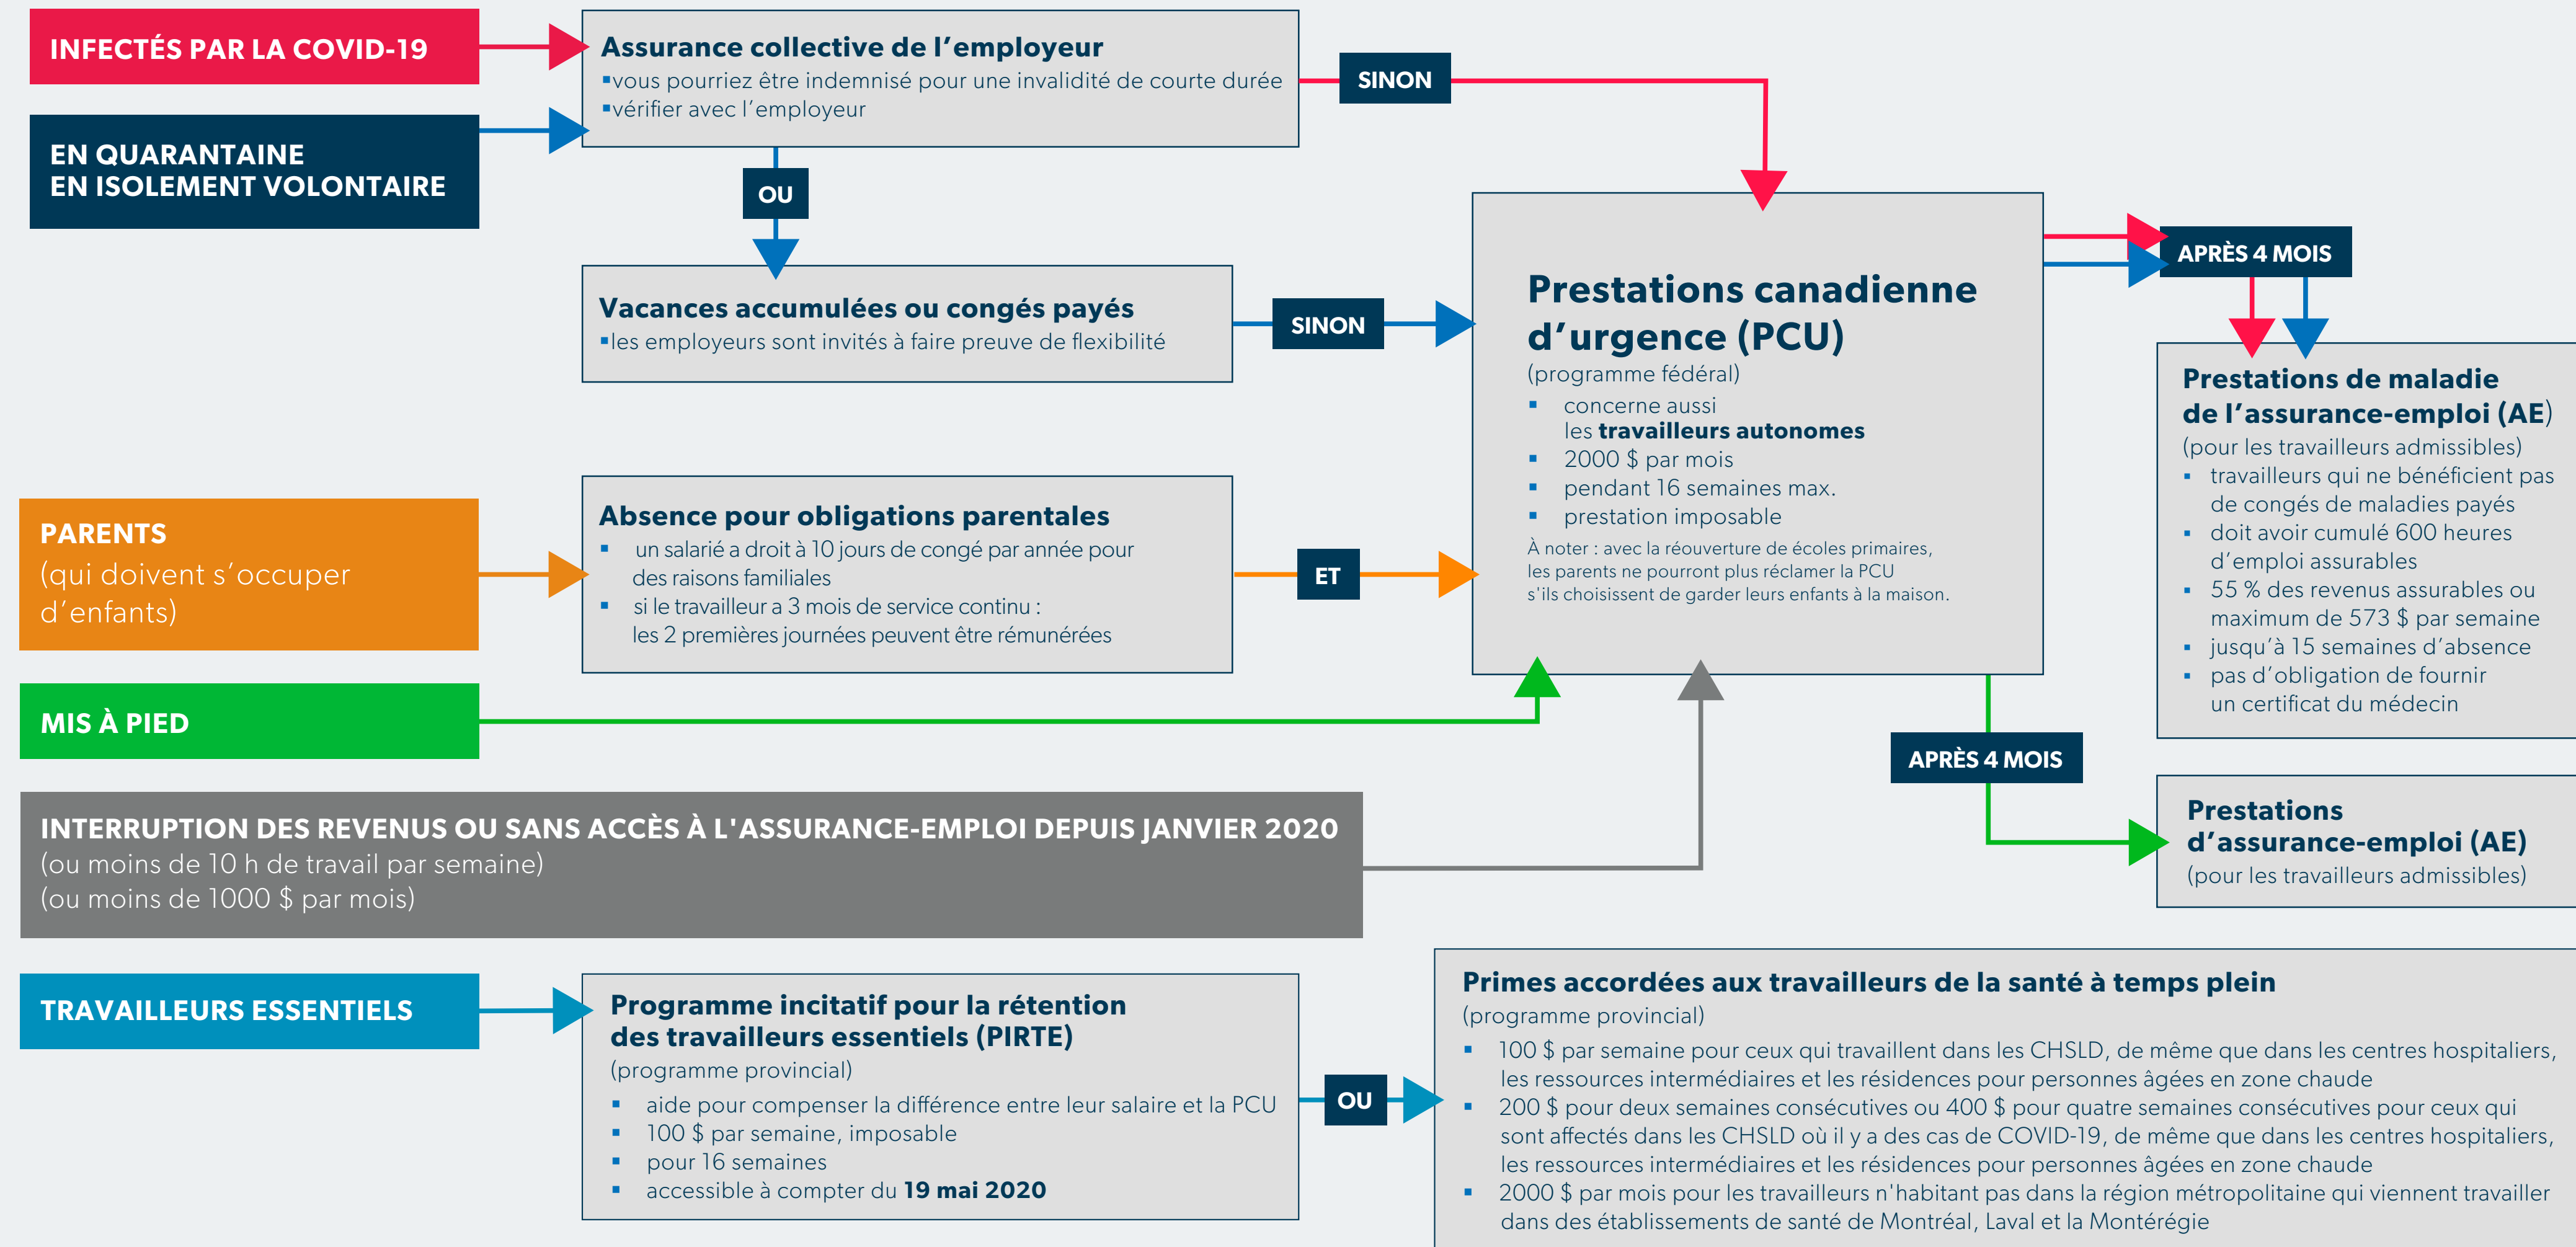 INFECTÉS PAR LA COVID-19
EN QUARANTAINE
EN ISOLEMENT VOLONTAIRE
Assurance collective de l'employeur
▪vous pourriez être indemnisé pour une invalidité de courte durée
▪vérifier avec l'employeur
SINON
OU
Vacances accumulées ou congés payés
▪les employeurs sont invités à faire preuve de flexibilité
SINON
PARENTS
(qui doivent s'occuper
d'enfants)
Absence pour obligations parentales
▪ un salarié a droit à 10 jours de congé par année pour
des raisons familiales
▪ si le travailleur a 3 mois de service continu :
les 2 premières journées peuvent être rémunérées
ET
MIS À PIED
INTERRUPTION DES REVENUS OU SANS ACCÈS À L'ASSURANCE-EMPLOI DEPUIS JANVIER 2020
(ou moins de 10 h de travail par semaine)
(ou moins de 1000 $ par mois)
Prestations canadienne
d'urgence (PCU)
(programme fédéral)
▪ concerne aussi
les travailleurs autonomes
▪ 2000 $ par mois
▪ pendant 16 semaines max.
▪ prestation imposable
À noter : avec la réouverture de écoles primaires,
les parents ne pourront plus réclamer la PCU
s'ils choisissent de garder leurs enfants à la maison.
APRÈS 4 MOIS
Prestations de maladie
de l'assurance-emploi (AE)
(pour les travailleurs admissibles)
▪ travailleurs qui ne bénéficient pas
de congés de maladies payés
▪ doit avoir cumulé 600 heures
d'emploi assurables
▪ 55 % des revenus assurables ou
maximum de 573 $ par semaine
▪ jusqu'à 15 semaines d'absence
▪ pas d'obligation de fournir
un certificat du médecin
APRÈS 4 MOIS
Prestations
d'assurance-emploi (AE)
(pour les travailleurs admissibles)
TRAVAILLEURS ESSENTIELS
Programme incitatif pour la rétention
des travailleurs essentiels (PIRTE)
(programme provincial)
▪ aide pour compenser la différence entre leur salaire et la PCU
▪ 100 $ par semaine, imposable
▪ pour 16 semaines
▪ accessible à compter du 19 mai 2020
OU
Primes accordées aux travailleurs de la santé à temps plein
(programme provincial)
▪ 100 $ par semaine pour ceux qui travaillent dans les CHSLD, de même que dans les centres hospitaliers,
les ressources intermédiaires et les résidences pour personnes âgées en zone chaude
▪ 200 $ pour deux semaines consécutives ou 400 $ pour quatre semaines consécutives pour ceux qui
sont affectés dans les CHSLD où il y a des cas de COVID-19, de même que dans les centres hospitaliers,
les ressources intermédiaires et les résidences pour personnes âgées en zone chaude
▪ 2000 $ par mois pour les travailleurs n'habitant pas dans la région métropolitaine qui viennent travailler
dans des établissements de santé de Montréal, Laval et la Montérégie